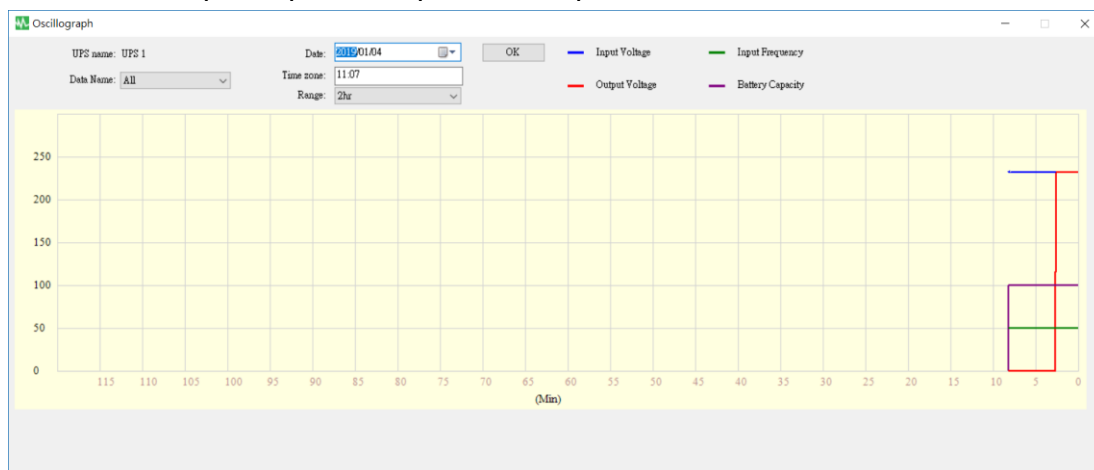 Oscillograph
UPS name: UPS 1
Date: 2019/01/04
OK
Input Voltage
Input Frequency
Data Name: All
Time zone: 11:07
Output Voltage
Battery Capacity
Range: 2hr
250
200
150
100
50
0
115 110 105 100 95 90 85 80 75 70 65 60 55 50 45 40 35 30 25 20 15 10 5 0
(Min)